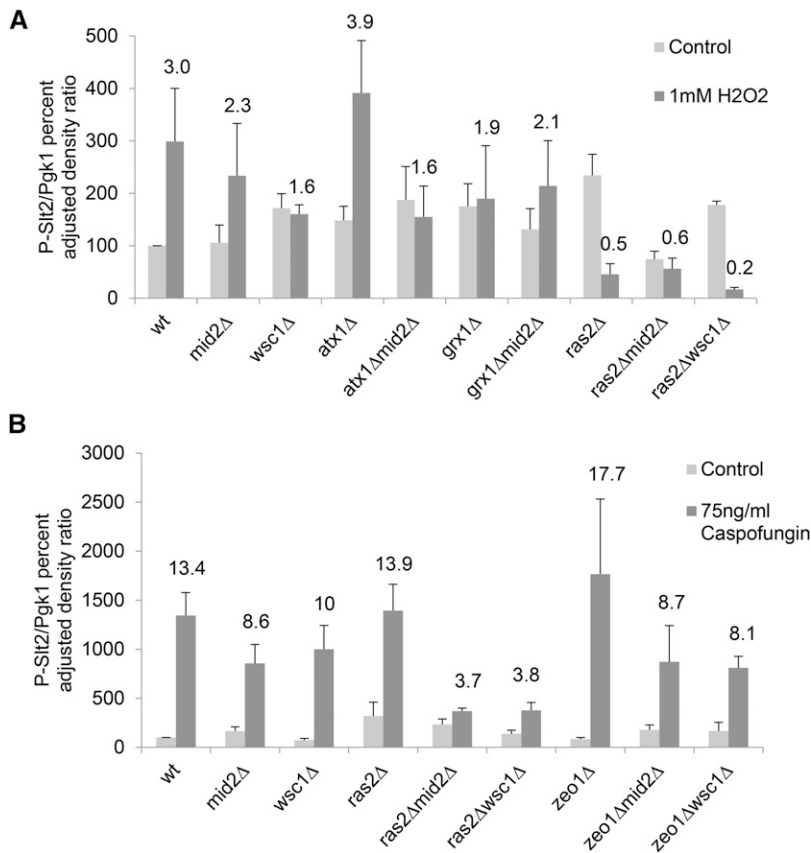 A
P-Slt2/Pgk1 percent
adjusted density ratio
500
400
300
200
100
0
3.0
2.3
1.6
3.9
1.6
1.9
2.1
0.5
0.6
0.2
Control
1mM H2O2
wt
mid2Δ
wsc1Δ
atx1Δ
atx1Δmid2Δ
grx1Δ
grx1Δmid2Δ
ras2Δ
ras2Δmid2Δ
ras2Δwsc1Δ
B
P-Slt2/Pgk1 percent
adjusted density ratio
3000
2500
2000
1500
1000
500
0
13.4
8.6
10
13.9
3.7
3.8
17.7
8.7
8.1
Control
75ng/ml
Caspofungin
wt
mid2Δ
wsc1Δ
ras2Δ
ras2Δmid2Δ
ras2Δwsc1Δ
zeo1Δ
zeo1Δmid2Δ
zeo1Δwsc1Δ